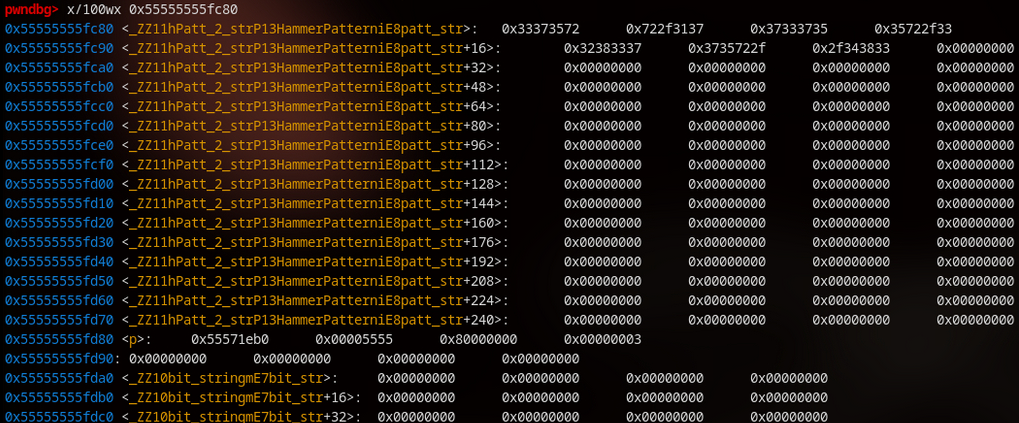 pwndbg> x/100wx 0x55555555fc80
0x55555555fc80 <_ZZ11hPatt_2_strP13HammerPatterniE8patt_str>: 0x33373572 0x722f3137 0x37333735 0x35722f33
0x55555555fc90 <_ZZ11hPatt_2_strP13HammerPatterniE8patt_str+16>: 0x32383337 0x3735722f 0x2f343833 0x00000000
0x55555555fca0 <_ZZ11hPatt_2_strP13HammerPatterniE8patt_str+32>: 0x00000000 0x00000000 0x00000000 0x00000000
0x55555555fcb0 <_ZZ11hPatt_2_strP13HammerPatterniE8patt_str+48>: 0x00000000 0x00000000 0x00000000 0x00000000
0x55555555fcc0 <_ZZ11hPatt_2_strP13HammerPatterniE8patt_str+64>: 0x00000000 0x00000000 0x00000000 0x00000000
0x55555555fcd0 <_ZZ11hPatt_2_strP13HammerPatterniE8patt_str+80>: 0x00000000 0x00000000 0x00000000 0x00000000
0x55555555fce0 <_ZZ11hPatt_2_strP13HammerPatterniE8patt_str+96>: 0x00000000 0x00000000 0x00000000 0x00000000
0x55555555fcf0 <_ZZ11hPatt_2_strP13HammerPatterniE8patt_str+112>: 0x00000000 0x00000000 0x00000000 0x00000000
0x55555555fd00 <_ZZ11hPatt_2_strP13HammerPatterniE8patt_str+128>: 0x00000000 0x00000000 0x00000000 0x00000000
0x55555555fd10 <_ZZ11hPatt_2_strP13HammerPatterniE8patt_str+144>: 0x00000000 0x00000000 0x00000000 0x00000000
0x55555555fd20 <_ZZ11hPatt_2_strP13HammerPatterniE8patt_str+160>: 0x00000000 0x00000000 0x00000000 0x00000000
0x55555555fd30 <_ZZ11hPatt_2_strP13HammerPatterniE8patt_str+176>: 0x00000000 0x00000000 0x00000000 0x00000000
0x55555555fd40 <_ZZ11hPatt_2_strP13HammerPatterniE8patt_str+192>: 0x00000000 0x00000000 0x00000000 0x00000000
0x55555555fd50 <_ZZ11hPatt_2_strP13HammerPatterniE8patt_str+208>: 0x00000000 0x00000000 0x00000000 0x00000000
0x55555555fd60 <_ZZ11hPatt_2_strP13HammerPatterniE8patt_str+224>: 0x00000000 0x00000000 0x00000000 0x00000000
0x55555555fd70 <_ZZ11hPatt_2_strP13HammerPatterniE8patt_str+240>: 0x00000000 0x00000000 0x00000000 0x00000000
0x55555555fd80 <p>: 0x55571eb0 0x00005555 0x80000000 0x00000003
0x55555555fd90: 0x00000000 0x00000000 0x00000000 0x00000000
0x55555555fda0 <_ZZ10bit_stringmE7bit_str>: 0x00000000 0x00000000 0x00000000 0x00000000
0x55555555fdb0 <_ZZ10bit_stringmE7bit_str+16>: 0x00000000 0x00000000 0x00000000 0x00000000
0x55555555fdc0 <_ZZ10bit_stringmE7bit_str+32>: 0x00000000 0x00000000 0x00000000 0x00000000